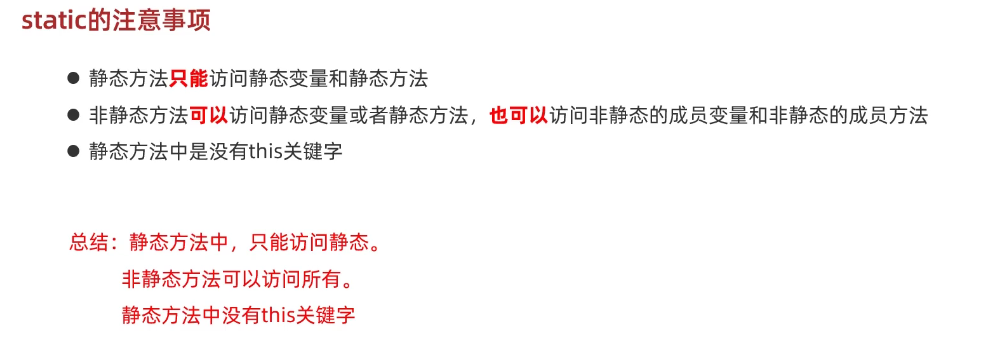 static的注意事项
● 静态方法只能访问静态变量和静态方法
● 非静态方法可以访问静态变量或者静态方法，也可以访问非静态的成员变量和非静态的成员方法
● 静态方法中是没有this关键字
总结：静态方法中，只能访问静态。
非静态方法可以访问所有。
静态方法中没有this关键字